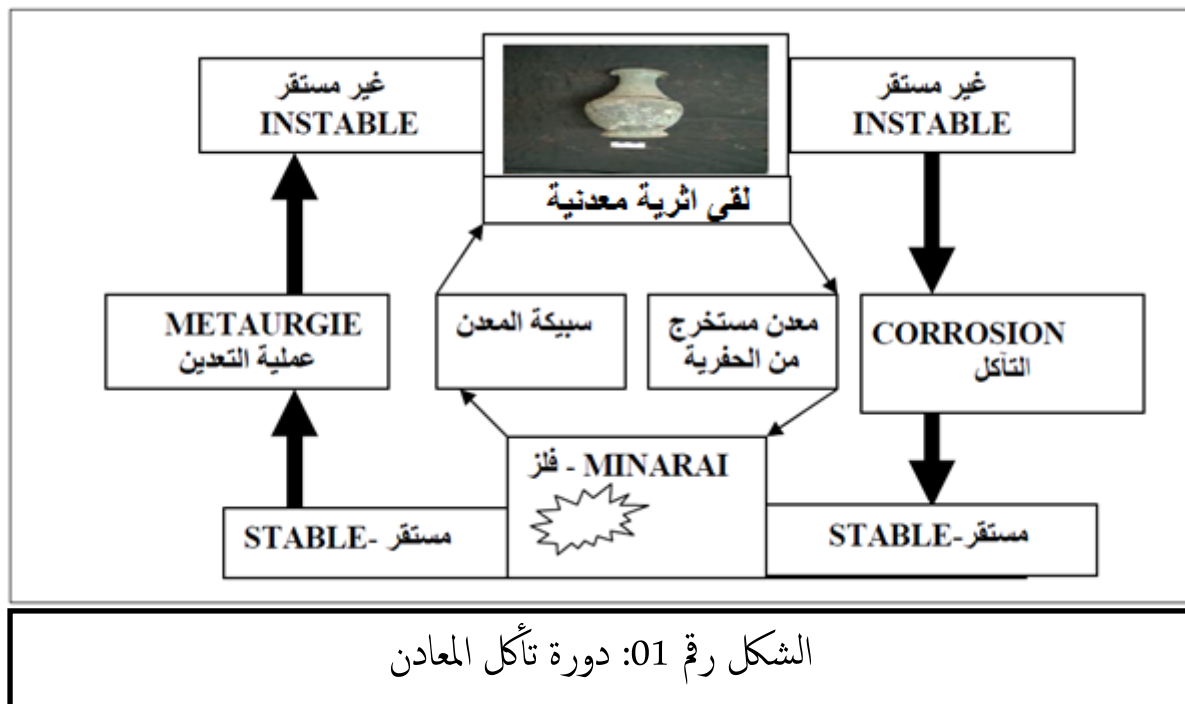 غير مستقر
INSTABLE
غير مستقر
INSTABLE
لقي اثرية معدنية
METAURGIE
عملية التعدين
سبيكة المعدن
معدن مستخرج
من الحفرية
CORROSION
التآكل
فلز - MINARAI
مستقر -STABLE
مستقر-STABLE
الشكل رقم 01: دورة تأكل المعادن